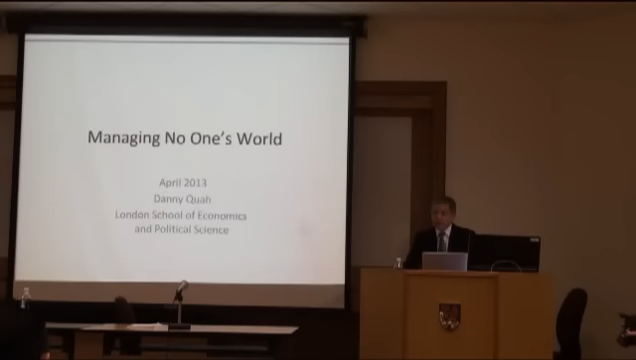 Managing No One's World
April 2013
Danny Quah
London School of Economics
and Political Science